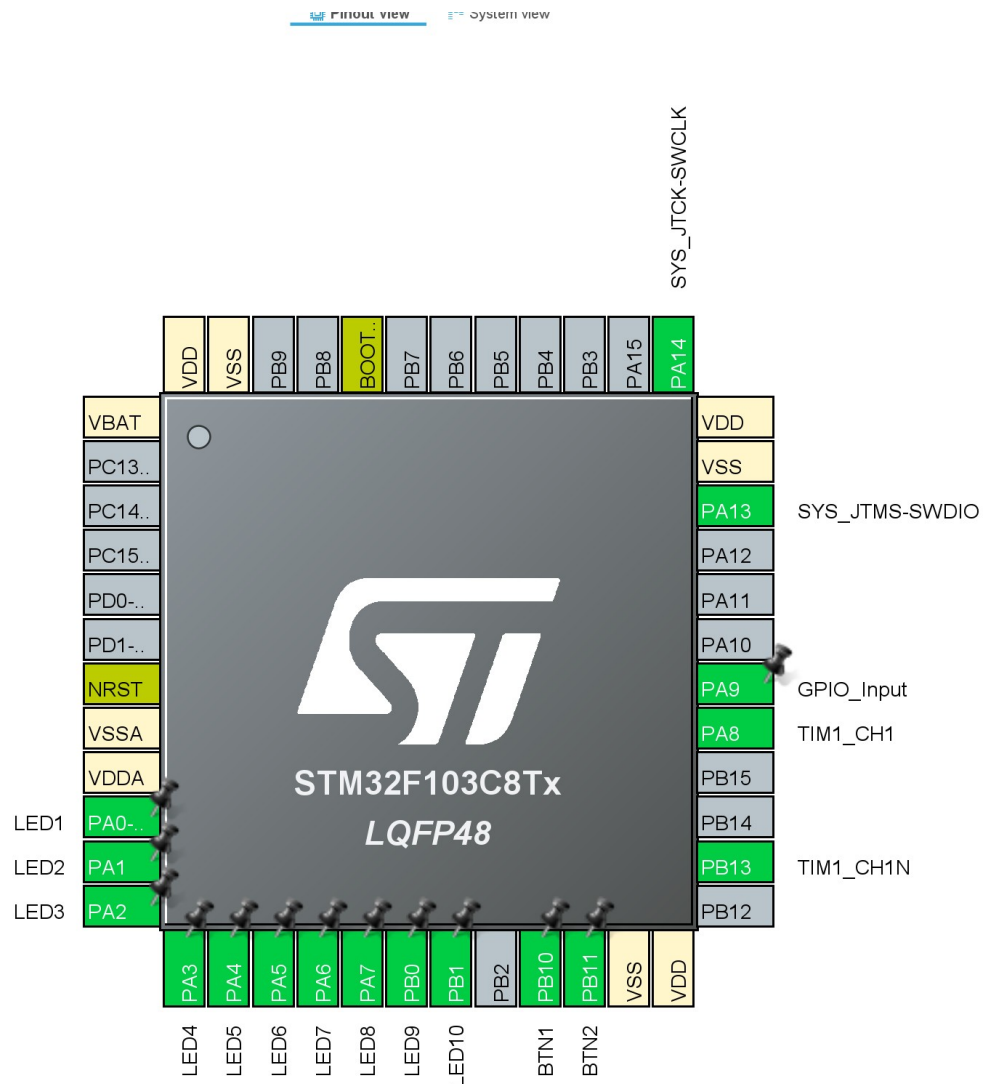 Pinout view
System view
SYS_JTCK-SWCLK
VDD
VSS
PB9
PB8
BOOT..
PB7
PB6
PB5
PB4
PB3
PA15
PA14
VBAT
PC13..
PC14..
PC15..
PD0-..
PD1-..
NRST
VSSA
VDDA
LED1 PA0-..
LED2 PA1
LED3 PA2
VDD
VSS
PA13 SYS_JTMS-SWDIO
PA12
PA11
PA10
PA9 GPIO_Input
PA8 TIM1_CH1
PB15
PB14
PB13 TIM1_CH1N
PB12
STM32F103C8Tx
LQFP48
PA3
PA4
PA5
PA6
PA7
PB0
PB1
PB2
PB10
PB11
VSS
VDD
LED4
LED5
LED6
LED7
LED8
LED9
LED10
BTN1
BTN2